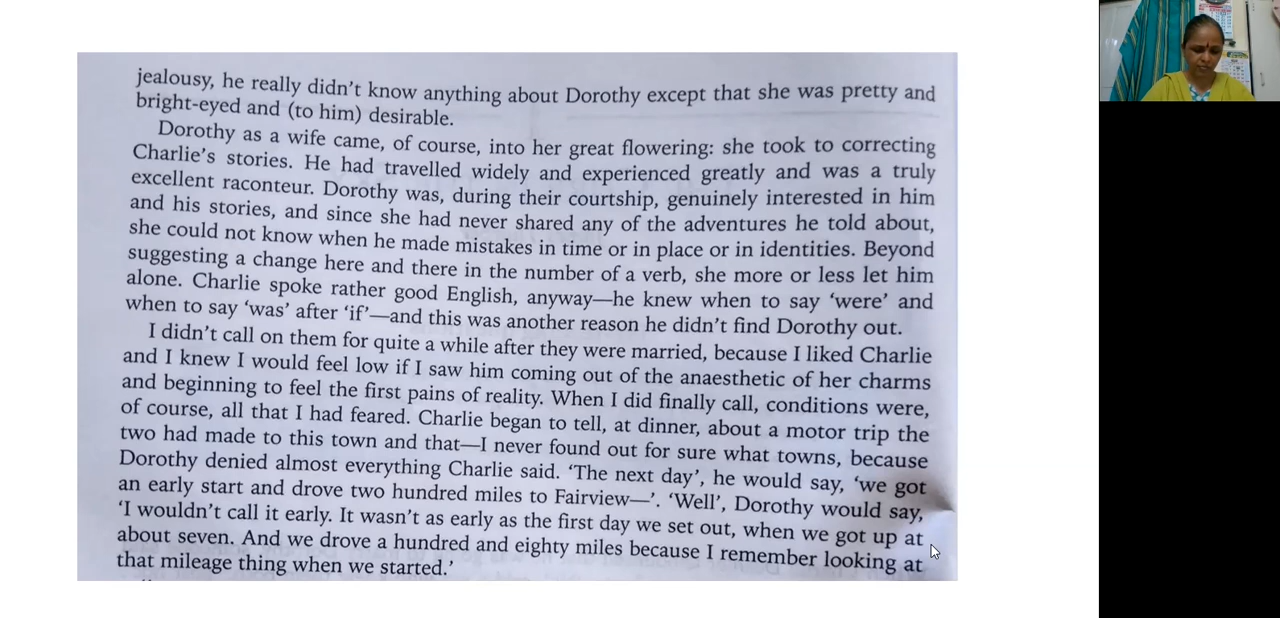 jealousy, he really didn't know anything about Dorothy except that she was pretty and
bright-eyed and (to him) desirable.
Dorothy as a wife came, of course, into her great flowering: she took to correcting
Charlie's stories. He had travelled widely and experienced greatly and was a truly
excellent raconteur. Dorothy was, during their courtship, genuinely interested in him
and his stories, and since she had never shared any of the adventures he told about,
she could not know when he made mistakes in time or in place or in identities. Beyond
suggesting a change here and there in the number of a verb, she more or less let him
alone. Charlie spoke rather good English, anyway—he knew when to say 'were' and
when to say 'was' after 'if'—and this was another reason he didn't find Dorothy out.
I didn't call on them for quite a while after they were married, because I liked Charlie
and I knew I would feel low if I saw him coming out of the anaesthetic of her charms
and beginning to feel the first pains of reality. When I did finally call, conditions were,
of course, all that I had feared. Charlie began to tell, at dinner, about a motor trip the
two had made to this town and that—I never found out for sure what towns, because
Dorothy denied almost everything Charlie said. 'The next day', he would say, 'we got
an early start and drove two hundred miles to Fairview—'. 'Well', Dorothy would say,
'I wouldn't call it early. It wasn't as early as the first day we set out, when we got up at
about seven. And we drove a hundred and eighty miles because I remember looking at
that mileage thing when we started.'